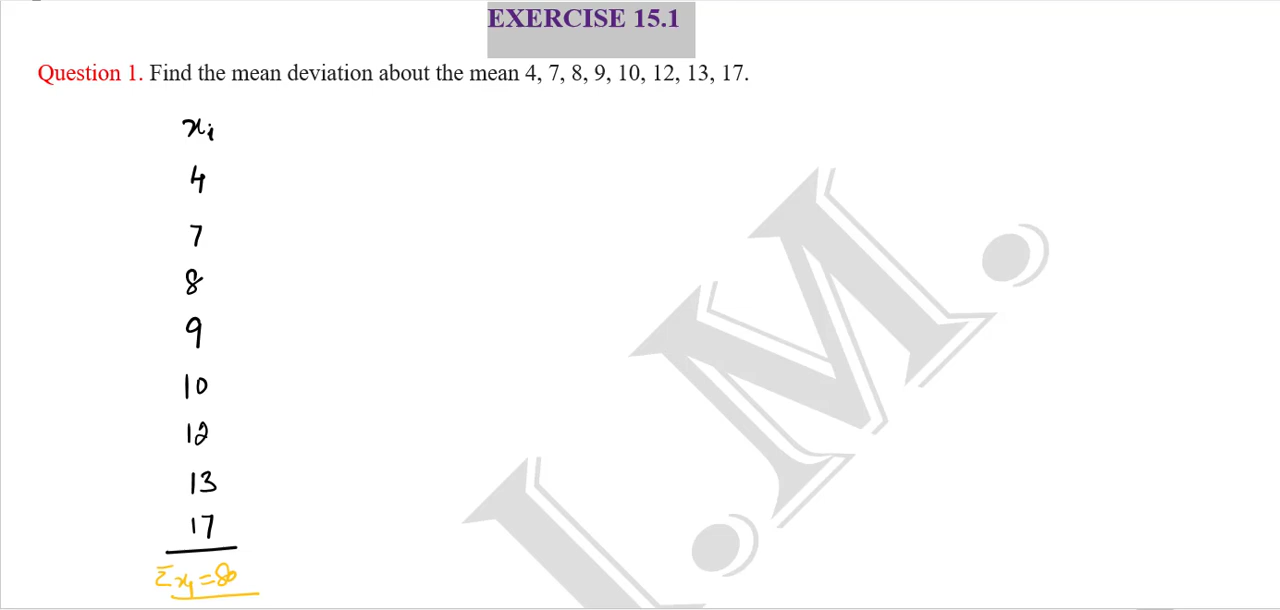 EXERCISE 15.1
Question 1. Find the mean deviation about the mean 4, 7, 8, 9, 10, 12, 13, 17.
xi
4
7
8
9
10
12
13
17
Σxi = 80
I.M.